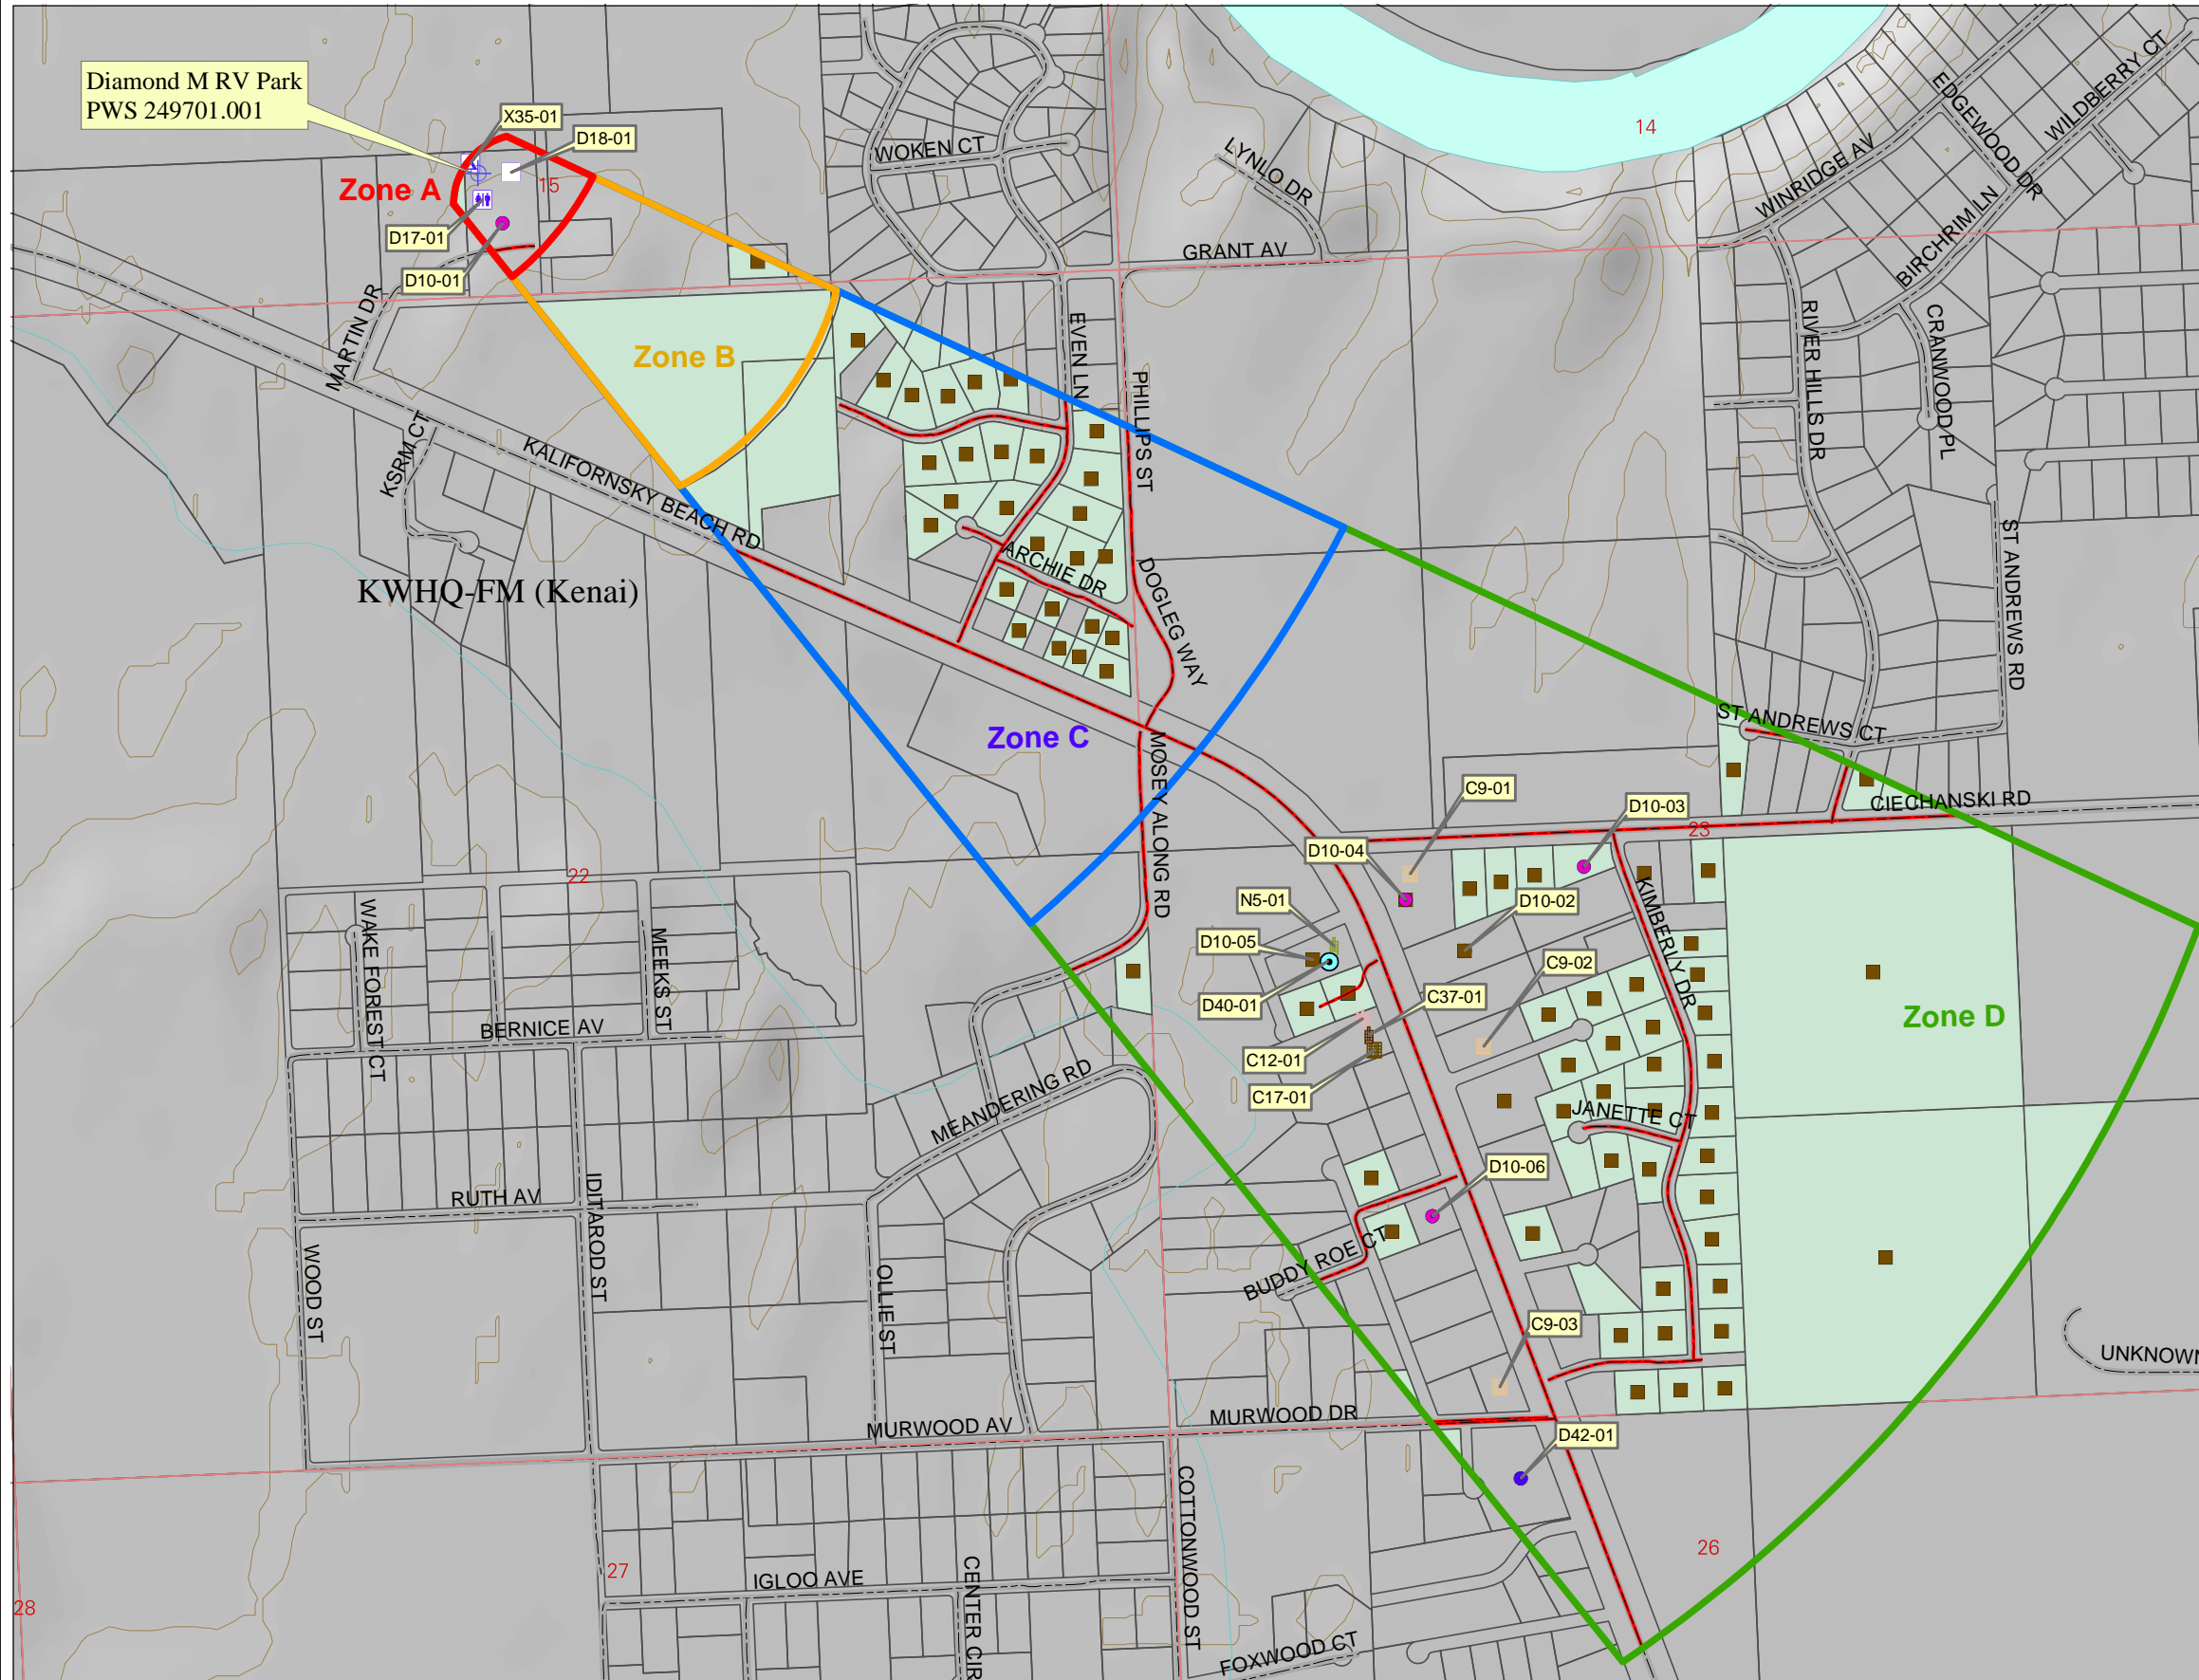 Diamond M RV Park
PWS 249701.001
X35-01
D18-01
Zone A
15
D17-01
D10-01
MARTIN DR
WOKEN CT
LYNLO DR
GRANT AV
14
EDGEWOOD DR
WILDBERRY CT
WINRIDGE AV
BIRCHRIM LN
RIVER HILLS DR
CRANWOOD PL
Zone B
EVEN LN
PHILLIPS ST
KSRM CT
KALIFORNSKY BEACH RD
KWHQ-FM (Kenai)
ARCHIE DR
DOGLEG WAY
ST ANDREWS RD
ST ANDREWS CT
Zone C
MOSEY ALONG RD
C9-01
D10-03
CIECHANSKI RD
23
D10-04
22
N5-01
D10-02
KIMBERLY DR
D10-05
C9-02
D40-01
C37-01
Zone D
WAKE FOREST CT
MEEKS ST
BERNICE AV
C12-01
C17-01
MEANDERING RD
JANETTE CT
D10-06
RUTH AV
IDITAROD ST
WOOD ST
OLLIE ST
BUDDY ROE CT
C9-03
UNKNOWN
MURWOOD AV
MURWOOD DR
D42-01
COTTONWOOD ST
26
27
IGLOO AVE
CENTER CIR
28
FOXWOOD CT